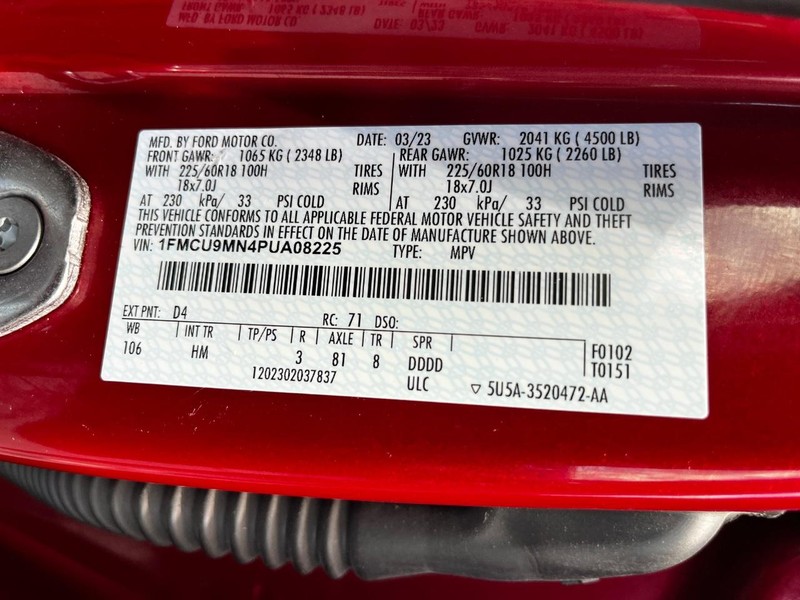 MFD. BY FORD MOTOR CO. DATE: 03/23 GVWR: 2041 KG ( 4500 LB)
FRONT GAWR: 1065 KG ( 2348 LB) REAR GAWR: 1025 KG ( 2260 LB)
WITH 225/60R18 100H TIRES WITH 225/60R18 100H TIRES
18x7.0J RIMS 18x7.0J RIMS
AT 230 kPa/ 33 PSI COLD AT 230 kPa/ 33 PSI COLD
THIS VEHICLE CONFORMS TO ALL APPLICABLE FEDERAL MOTOR VEHICLE SAFETY AND THEFT
PREVENTION STANDARDS IN EFFECT ON THE DATE OF MANUFACTURE SHOWN ABOVE.
VIN: 1FMCU9MN4PUA08225 TYPE: MPV
EXT PNT: D4 RC: 71 DSO:
WB INT TR TP/PS R AXLE TR SPR F0102
106 HM 3 81 8 DDDD T0151
1202302037837 ULC ▽ 5U5A-3520472-AA